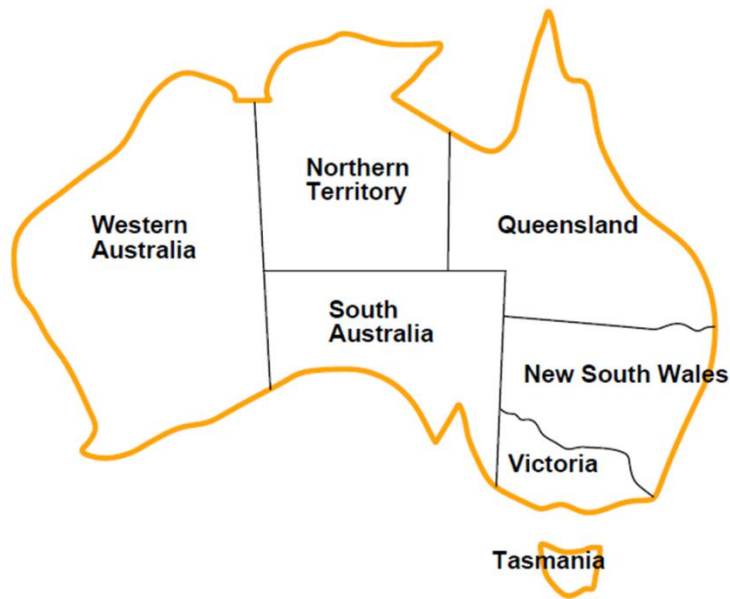 Northern
Territory
Western
Australia
Queensland
South
Australia
New South Wales
Victoria
Tasmania